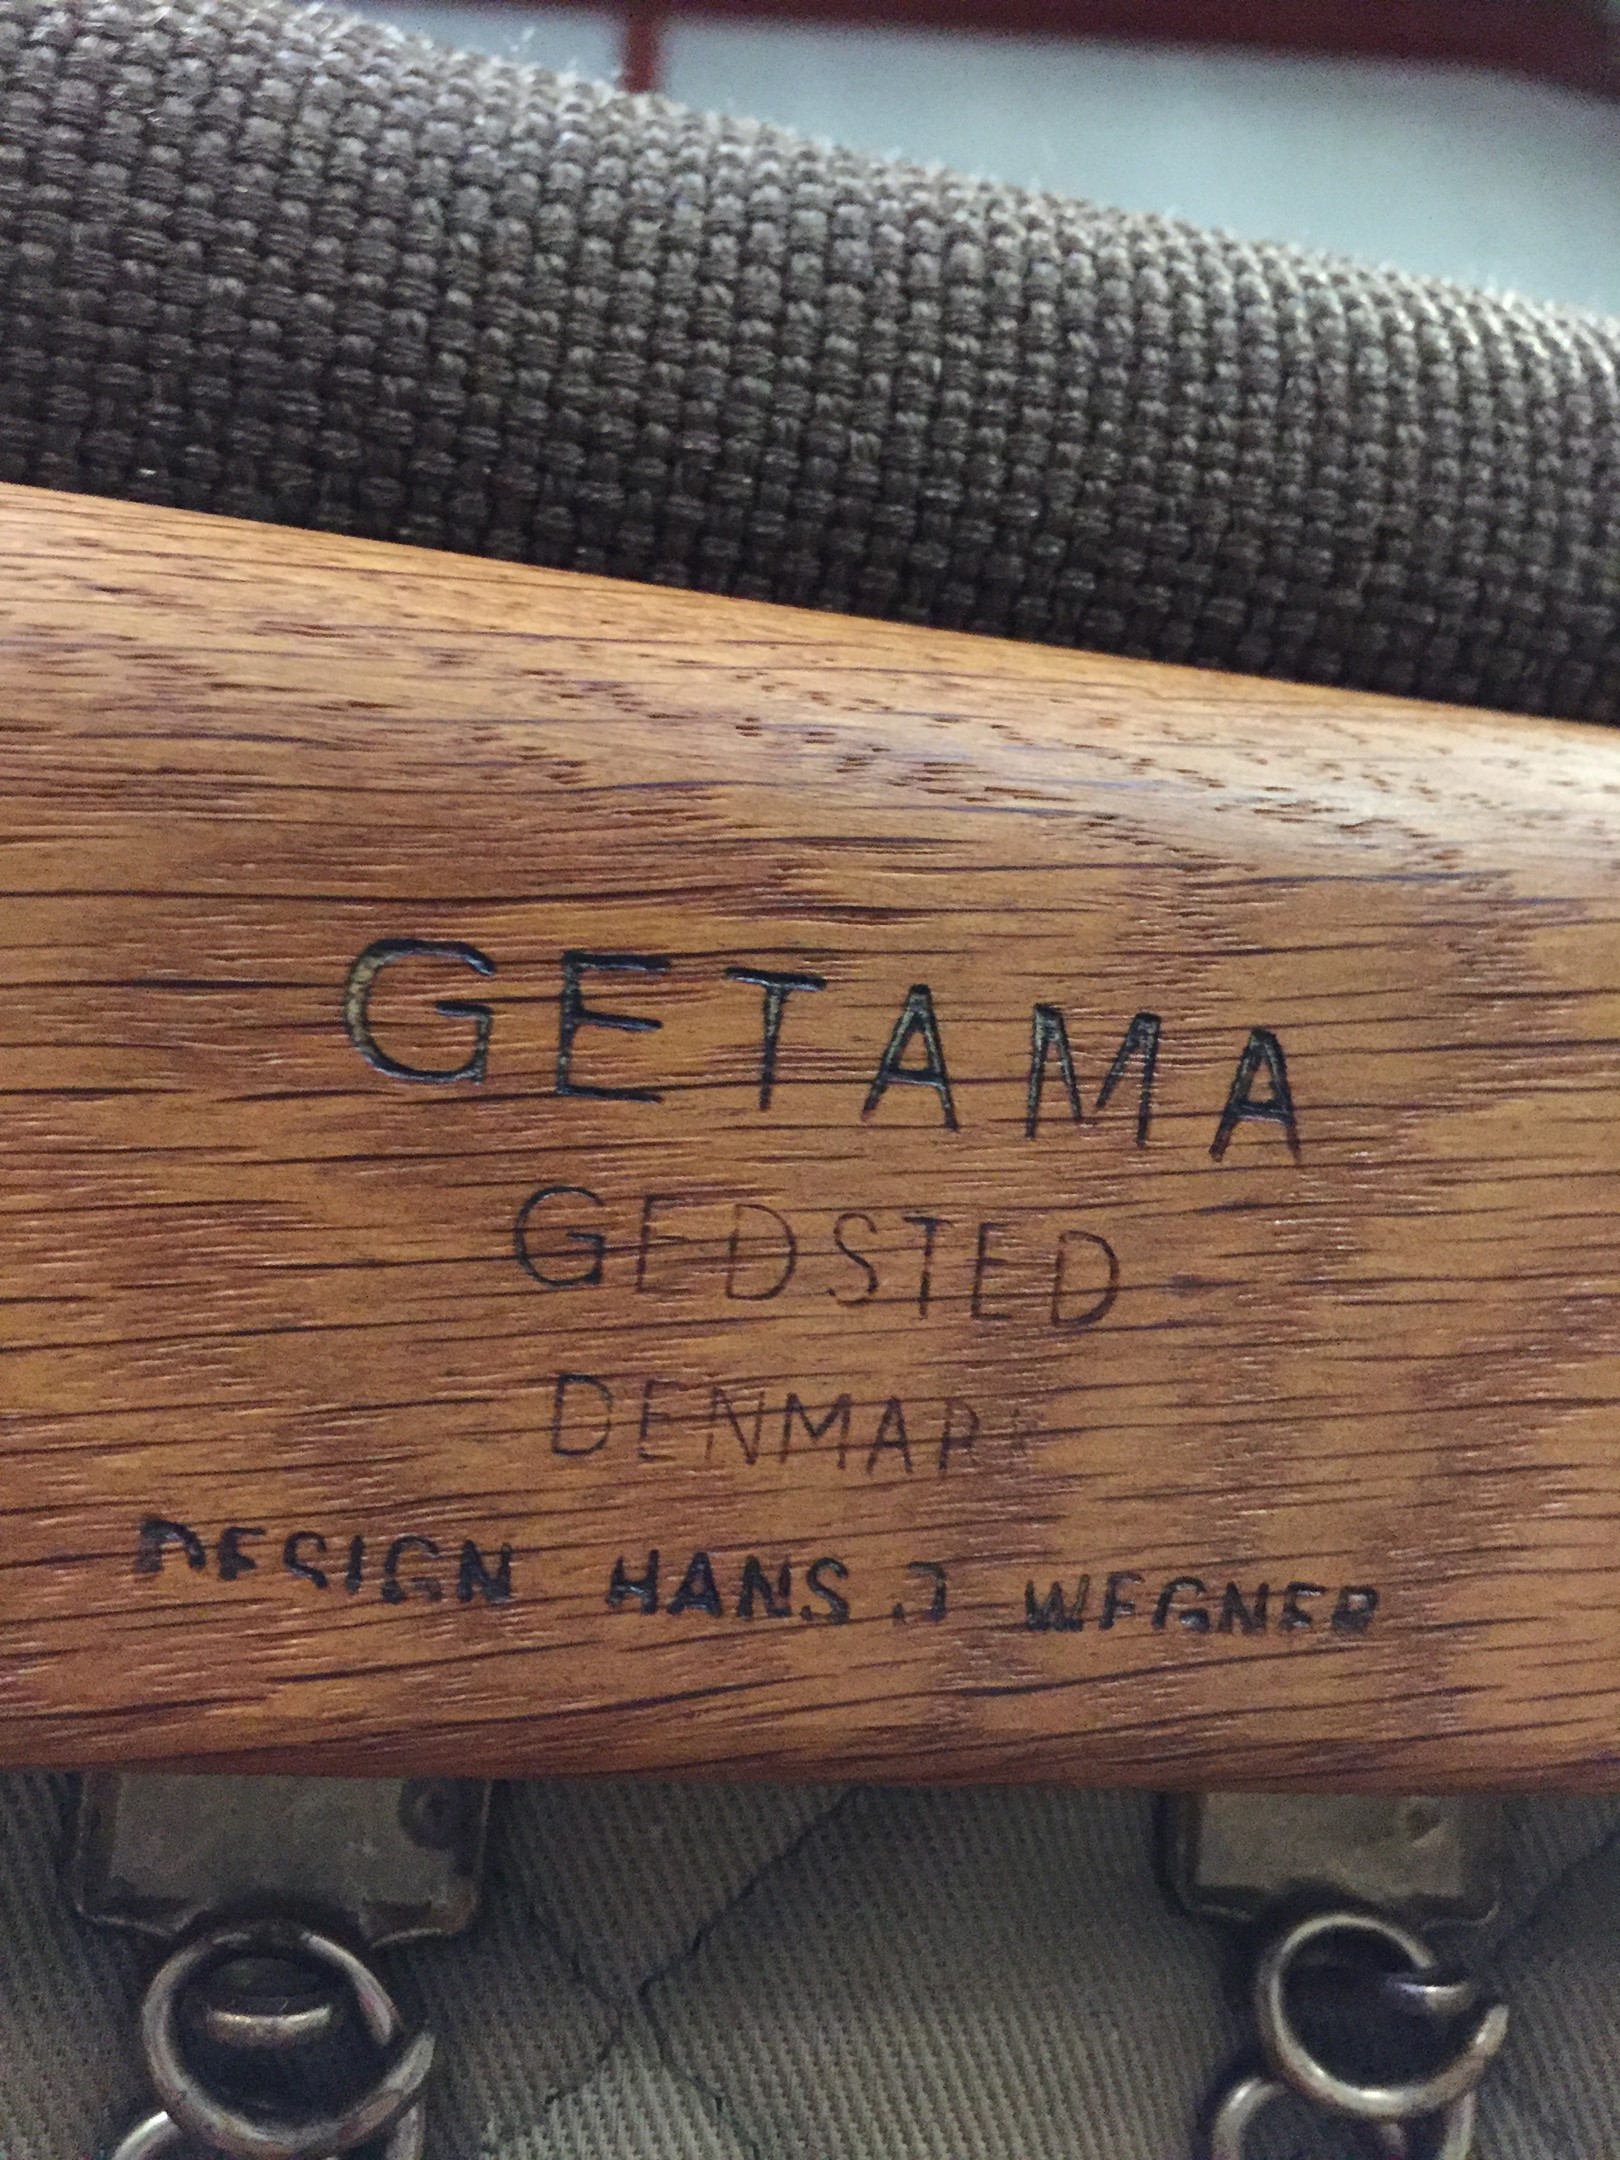 GETAMA
GEDSTED
DENMARK
DESIGN HANS J WEGNER